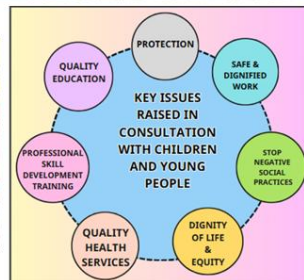 PROTECTION
QUALITY
EDUCATION
SAFE &
DIGNIFIED
WORK
KEY ISSUES
RAISED IN
CONSULTATION
WITH CHILDREN
AND YOUNG
PEOPLE
PROFESSIONAL
SKILL
DEVELOPMENT
TRAINING
STOP
NEGATIVE
SOCIAL
PRACTICES
QUALITY
HEALTH
SERVICES
DIGNITY
OF LIFE
&
EQUITY